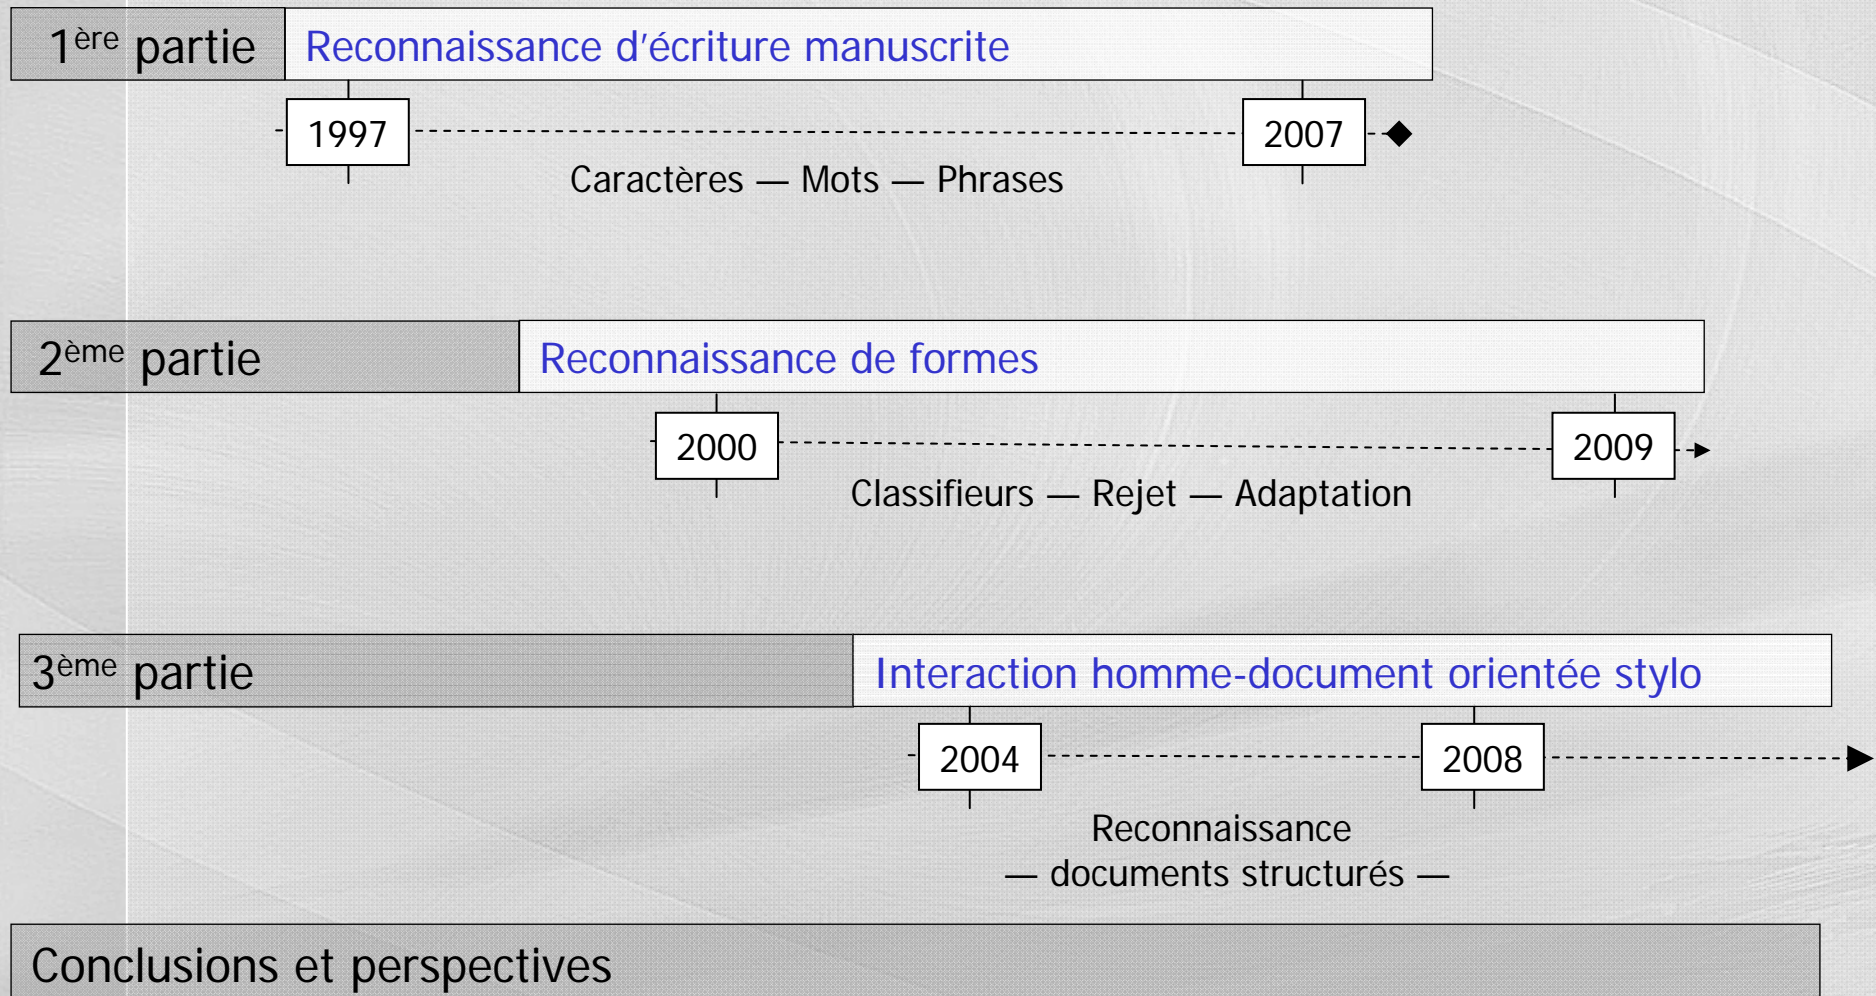 1ère partie Reconnaissance d'écriture manuscrite
1997 2007
Caractères — Mots — Phrases
2ème partie Reconnaissance de formes
2000 2009
Classifieurs — Rejet — Adaptation
3ème partie Interaction homme-document orientée stylo
2004 2008
Reconnaissance
— documents structurés —
Conclusions et perspectives